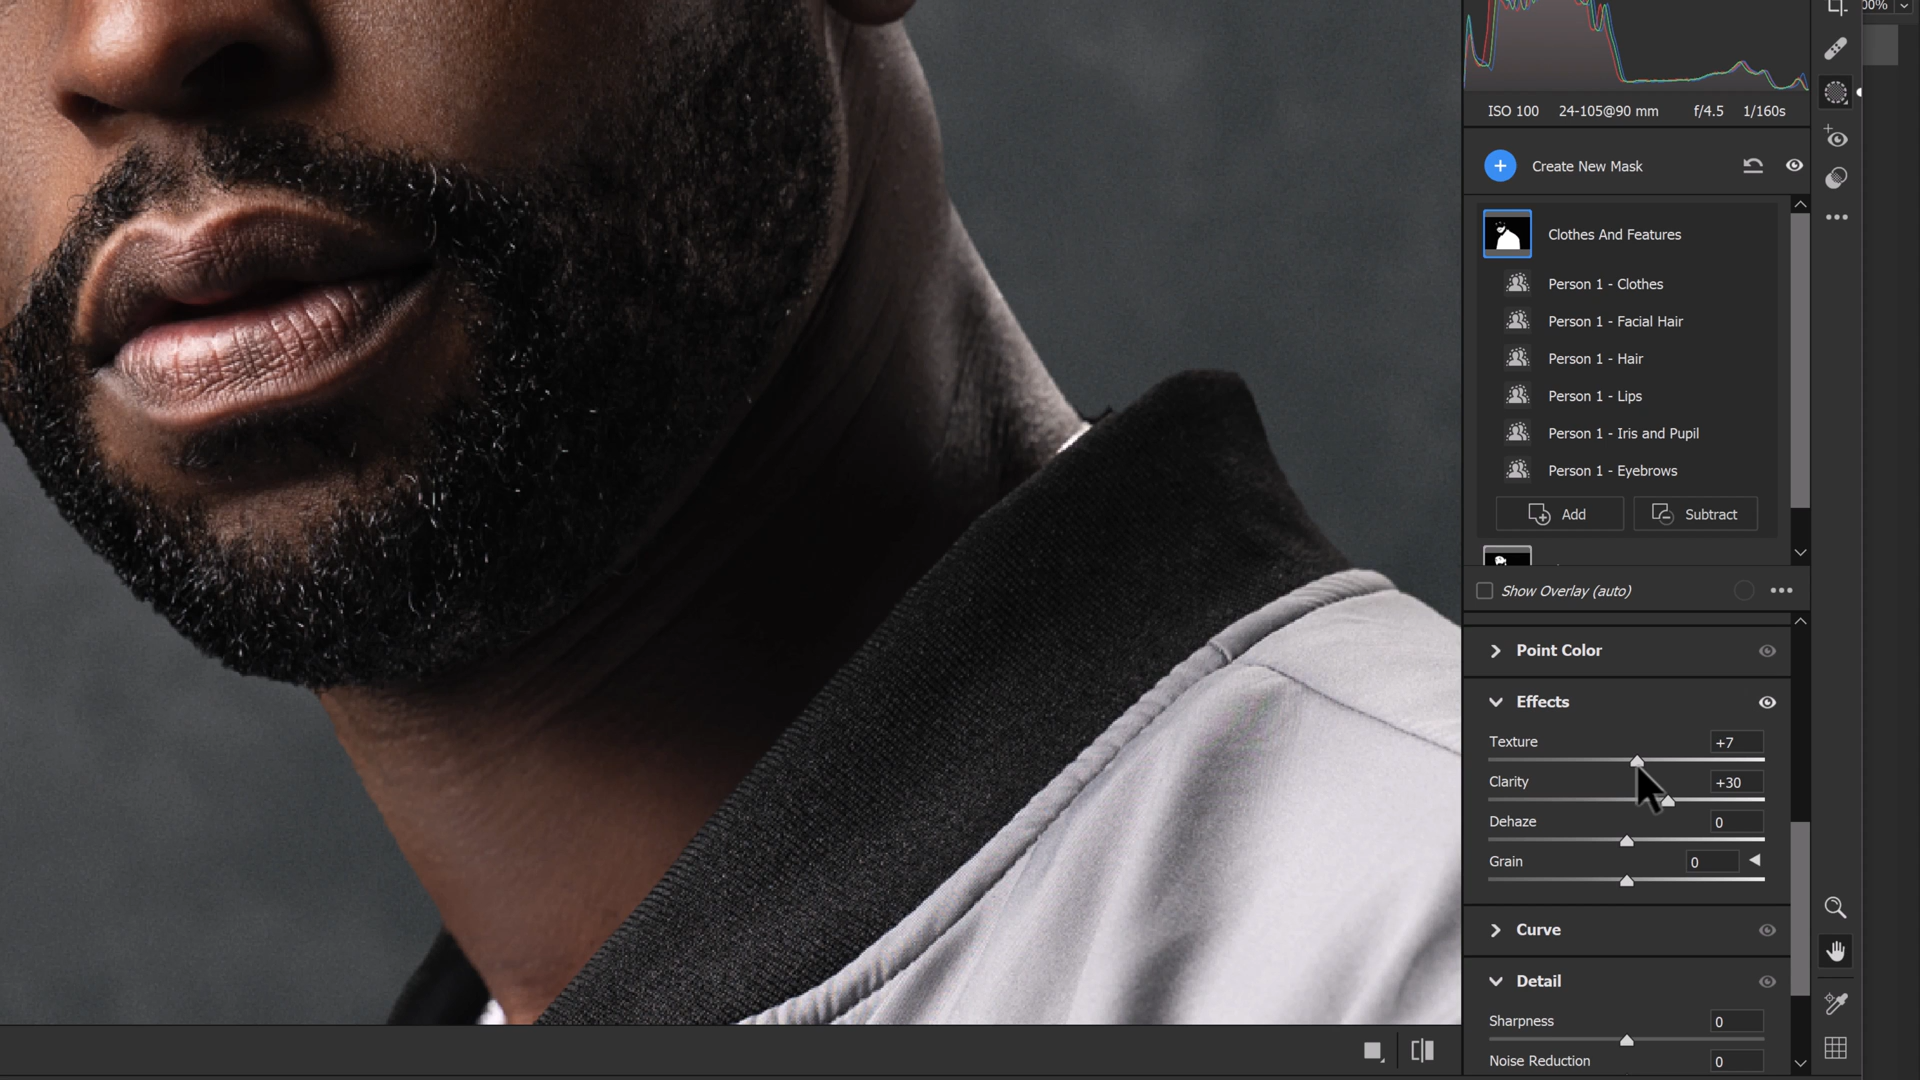 00%
ISO 100 24-105@90 mm f/4.5 1/160s
Create New Mask
Clothes And Features
Person 1 - Clothes
Person 1 - Facial Hair
Person 1 - Hair
Person 1 - Lips
Person 1 - Iris and Pupil
Person 1 - Eyebrows
Add Subtract
Show Overlay (auto)
Point Color
Effects
Texture +7
Clarity +30
Dehaze 0
Grain 0
Curve
Detail
Sharpness 0
Noise Reduction 0